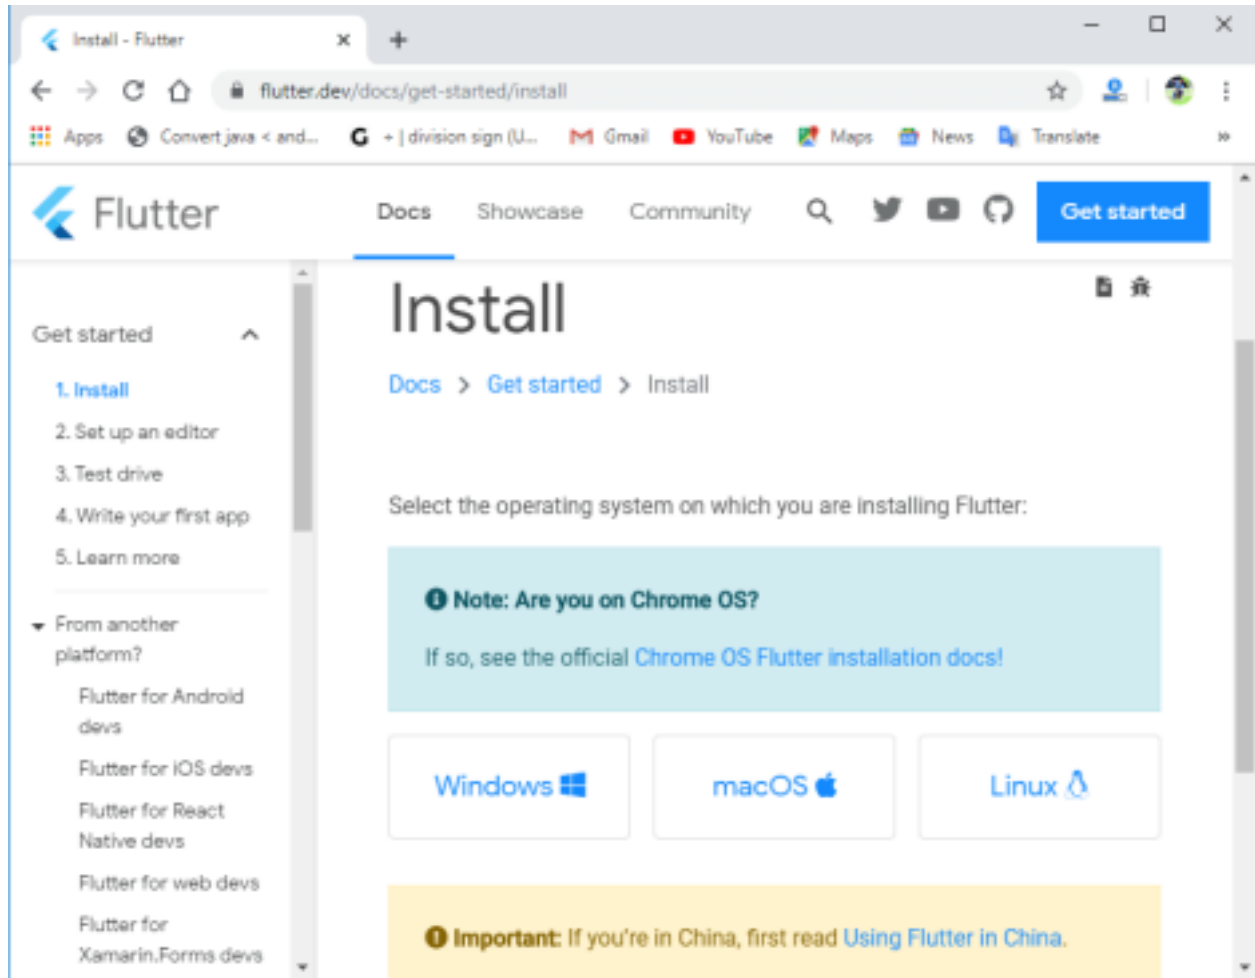 Install - Flutter
flutter.dev/docs/get-started/install
Apps Convert java < and... G + | division sign (U... Gmail YouTube Maps News Translate »
Flutter Docs Showcase Community Get started
Get started
1. Install
2. Set up an editor
3. Test drive
4. Write your first app
5. Learn more
From another
platform?
Flutter for Android
devs
Flutter for iOS devs
Flutter for React
Native devs
Flutter for web devs
Flutter for
Xamarin.Forms devs
Install
Docs > Get started > Install
Select the operating system on which you are installing Flutter:
Note: Are you on Chrome OS?
If so, see the official Chrome OS Flutter installation docs!
Windows macOS Linux
Important: If you're in China, first read Using Flutter in China.